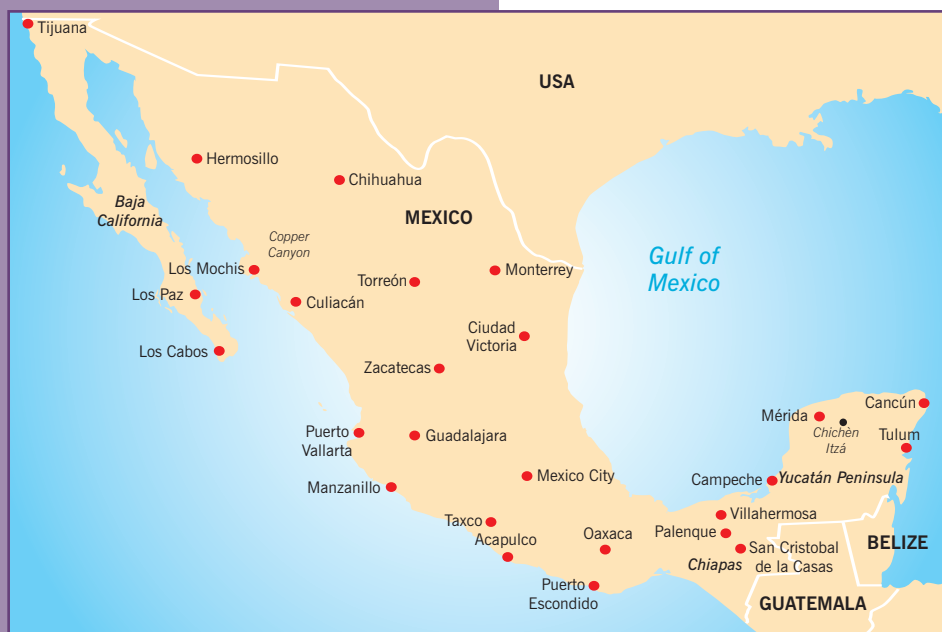 Tijuana
USA
Hermosillo
Chihuahua
Baja
California
MEXICO
Copper
Canyon
Gulf of
Mexico
Los Mochis
Monterrey
Torreón
Los Paz
Culiacán
Ciudad
Victoria
Los Cabos
Zacatecas
Cancún
Mérida
Chichèn
Itzá
Tulum
Puerto
Vallarta
Guadalajara
Mexico City
Campeche
Yucatán Peninsula
Manzanillo
Villahermosa
Taxco
Acapulco
Oaxaca
Palenque
San Cristobal
de la Casas
BELIZE
Chiapas
Puerto
Escondido
GUATEMALA